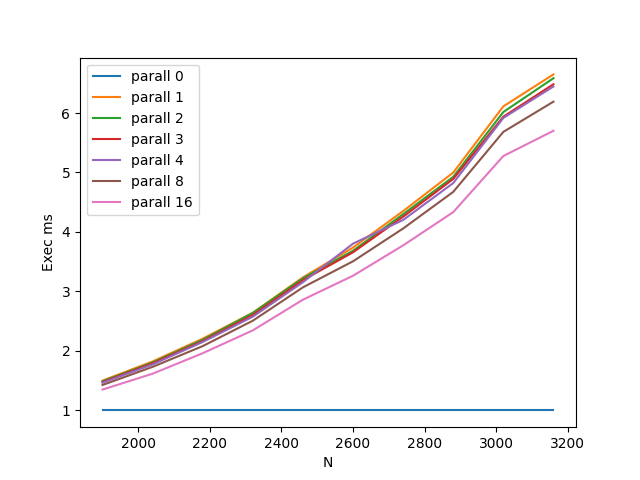 parall 0
parall 1
parall 2
parall 3
parall 4
parall 8
parall 16
Exec ms
6
5
4
3
2
1
2000 2200 2400 2600 2800 3000 3200
N